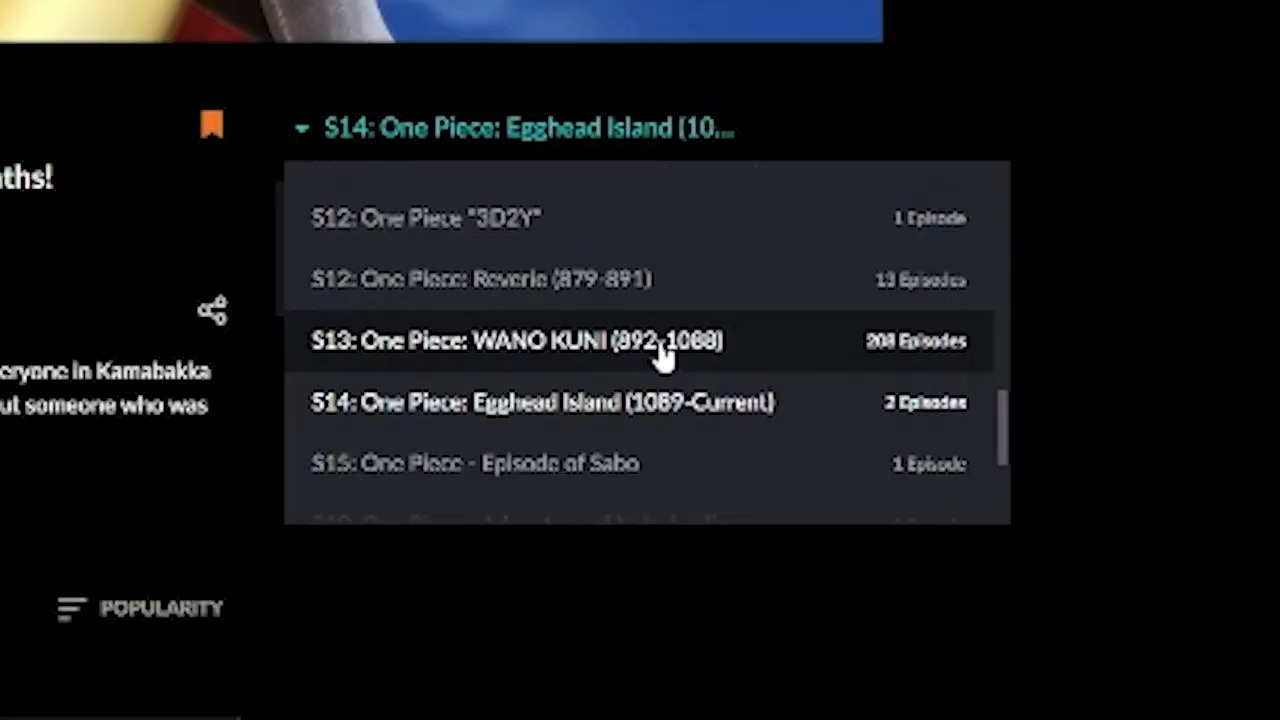 S14: One Piece: Egghead Island (10...
ths!
S12: One Piece "3D2Y" 1 Episode
S12: One Piece: Reverie (879-891) 13 Episodes
S13: One Piece: WANO KUNI (892-1088) 208 Episodes
eryone in Kamabakka
ut someone who was
S14: One Piece: Egghead Island (1089-Current) 2 Episodes
S15: One Piece - Episode of Sabo 1 Episode
POPULARITY